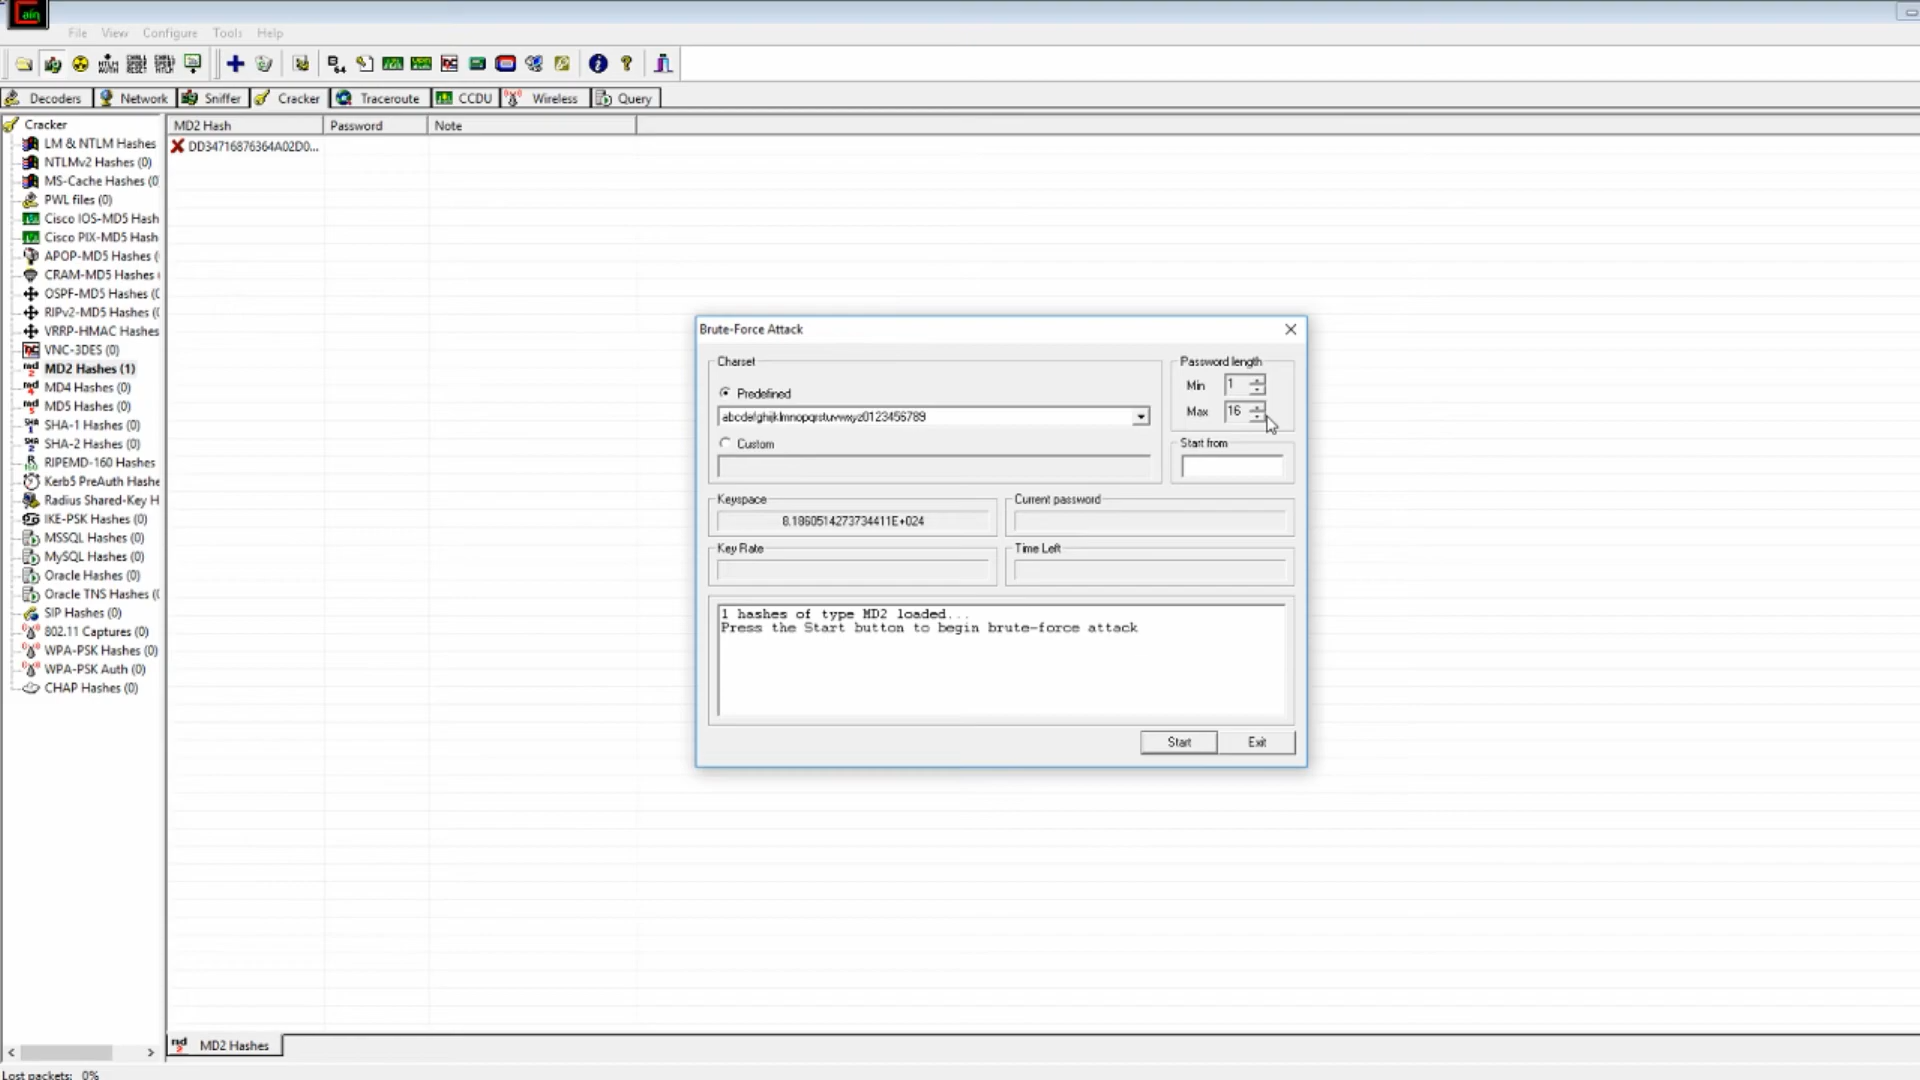 Cain
File View Configure Tools Help
Decoders Network Sniffer Cracker Traceroute CCDU Wireless Query
Cracker
LM & NTLM Hashes
NTLMv2 Hashes (0)
MS-Cache Hashes (0
PWL files (0)
Cisco IOS-MD5 Hash
Cisco PIX-MD5 Hash
APOP-MD5 Hashes (
CRAM-MD5 Hashes
OSPF-MD5 Hashes (0
RIPv2-MD5 Hashes (0
VRRP-HMAC Hashes
VNC-3DES (0)
MD2 Hashes (1)
MD4 Hashes (0)
MD5 Hashes (0)
SHA-1 Hashes (0)
SHA-2 Hashes (0)
RIPEMD-160 Hashes
Kerb5 PreAuth Hashe
Radius Shared-Key H
IKE-PSK Hashes (0)
MSSQL Hashes (0)
MySQL Hashes (0)
Oracle Hashes (0)
Oracle TNS Hashes (0
SIP Hashes (0)
802.11 Captures (0)
WPA-PSK Hashes (0)
WPA-PSK Auth (0)
CHAP Hashes (0)
MD2 Hash Password Note
DD34716876364A02D0...
Brute-Force Attack
Charset
Predefined
abcdefghijklmnopqrstuvwxyz0123456789
Custom
Password length
Min 1
Max 16
Start from
Keyspace
8.1860514273734411E+024
Current password
Key Rate
Time Left
1 hashes of type MD2 loaded...
Press the Start button to begin brute-force attack
Start Exit
MD2 Hashes
Lost packets: 0%